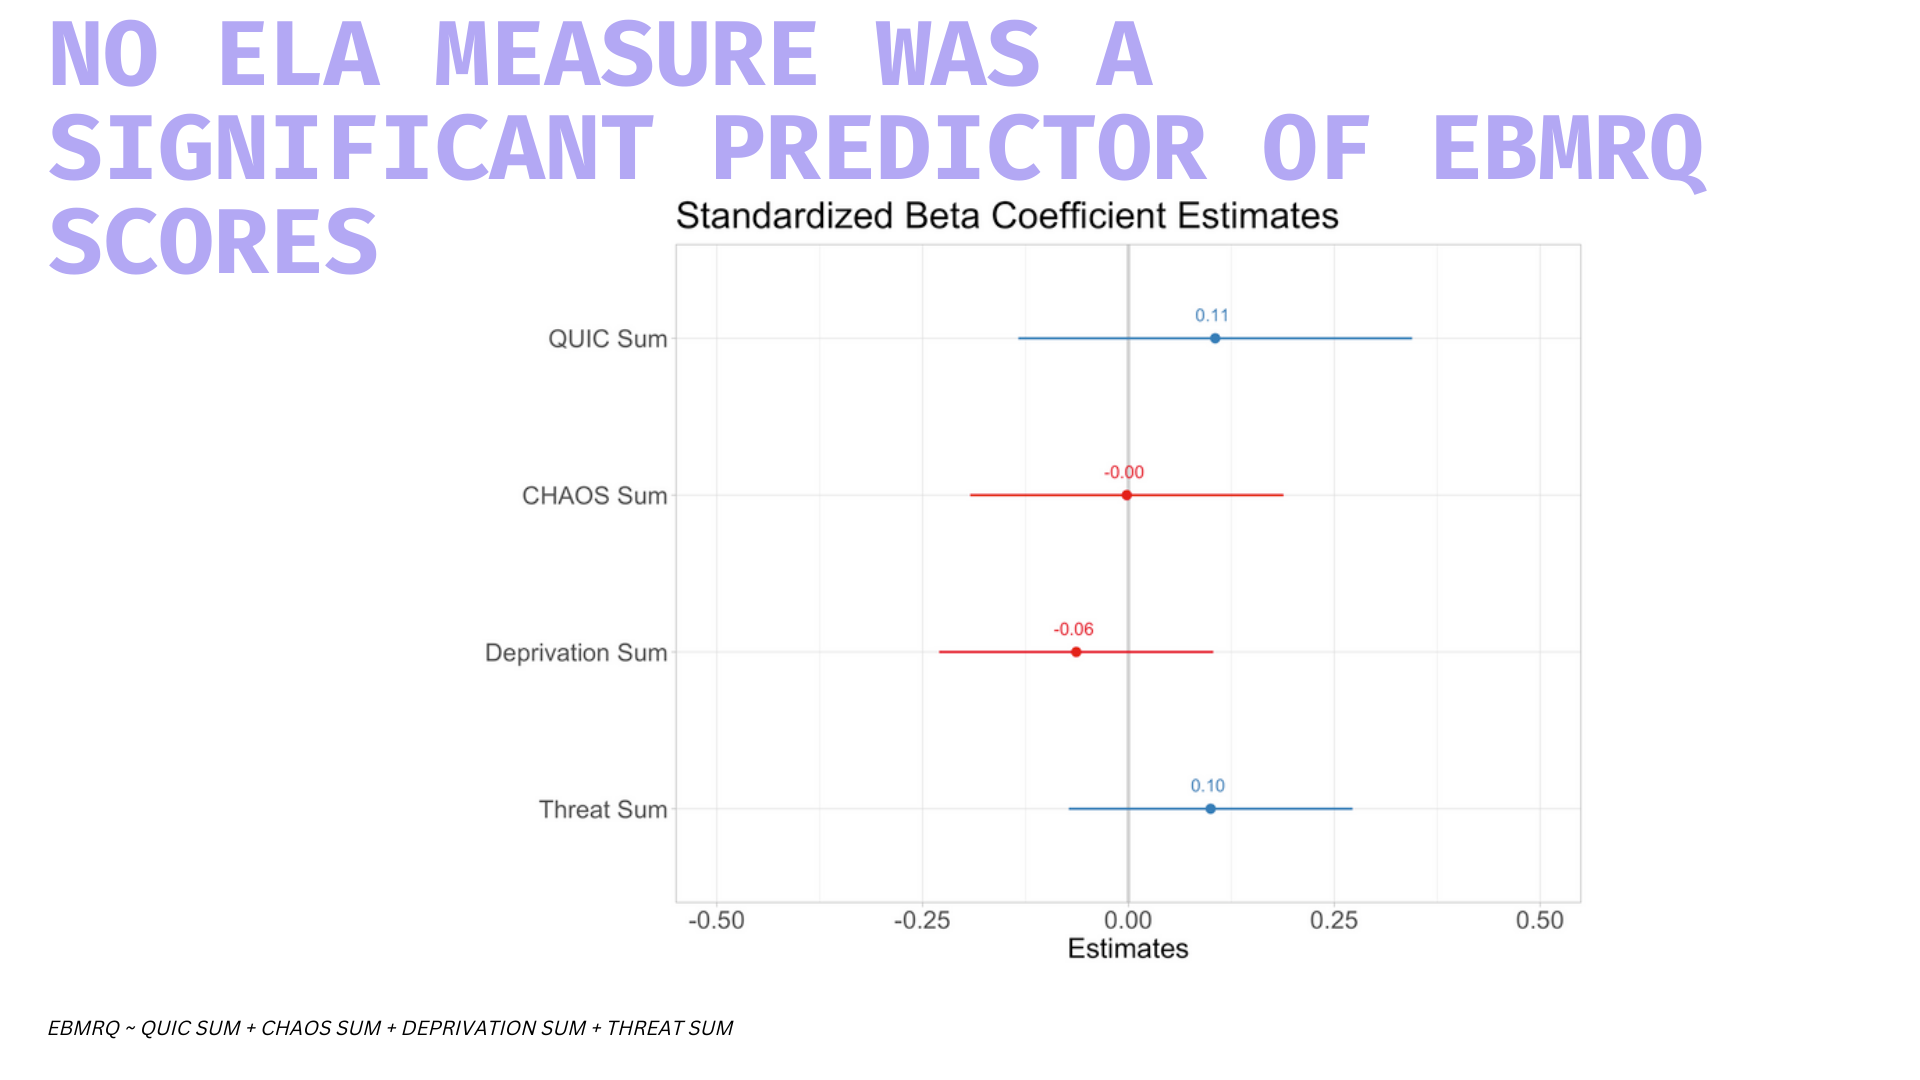 NO ELA MEASURE WAS A
SIGNIFICANT PREDICTOR OF EBMRQ
SCORES
Standardized Beta Coefficient Estimates
QUIC Sum
0.11
CHAOS Sum
-0.00
Deprivation Sum
-0.06
Threat Sum
0.10
-0.50 -0.25 0.00 0.25 0.50
Estimates
EBMRQ ~ QUIC SUM + CHAOS SUM + DEPRIVATION SUM + THREAT SUM